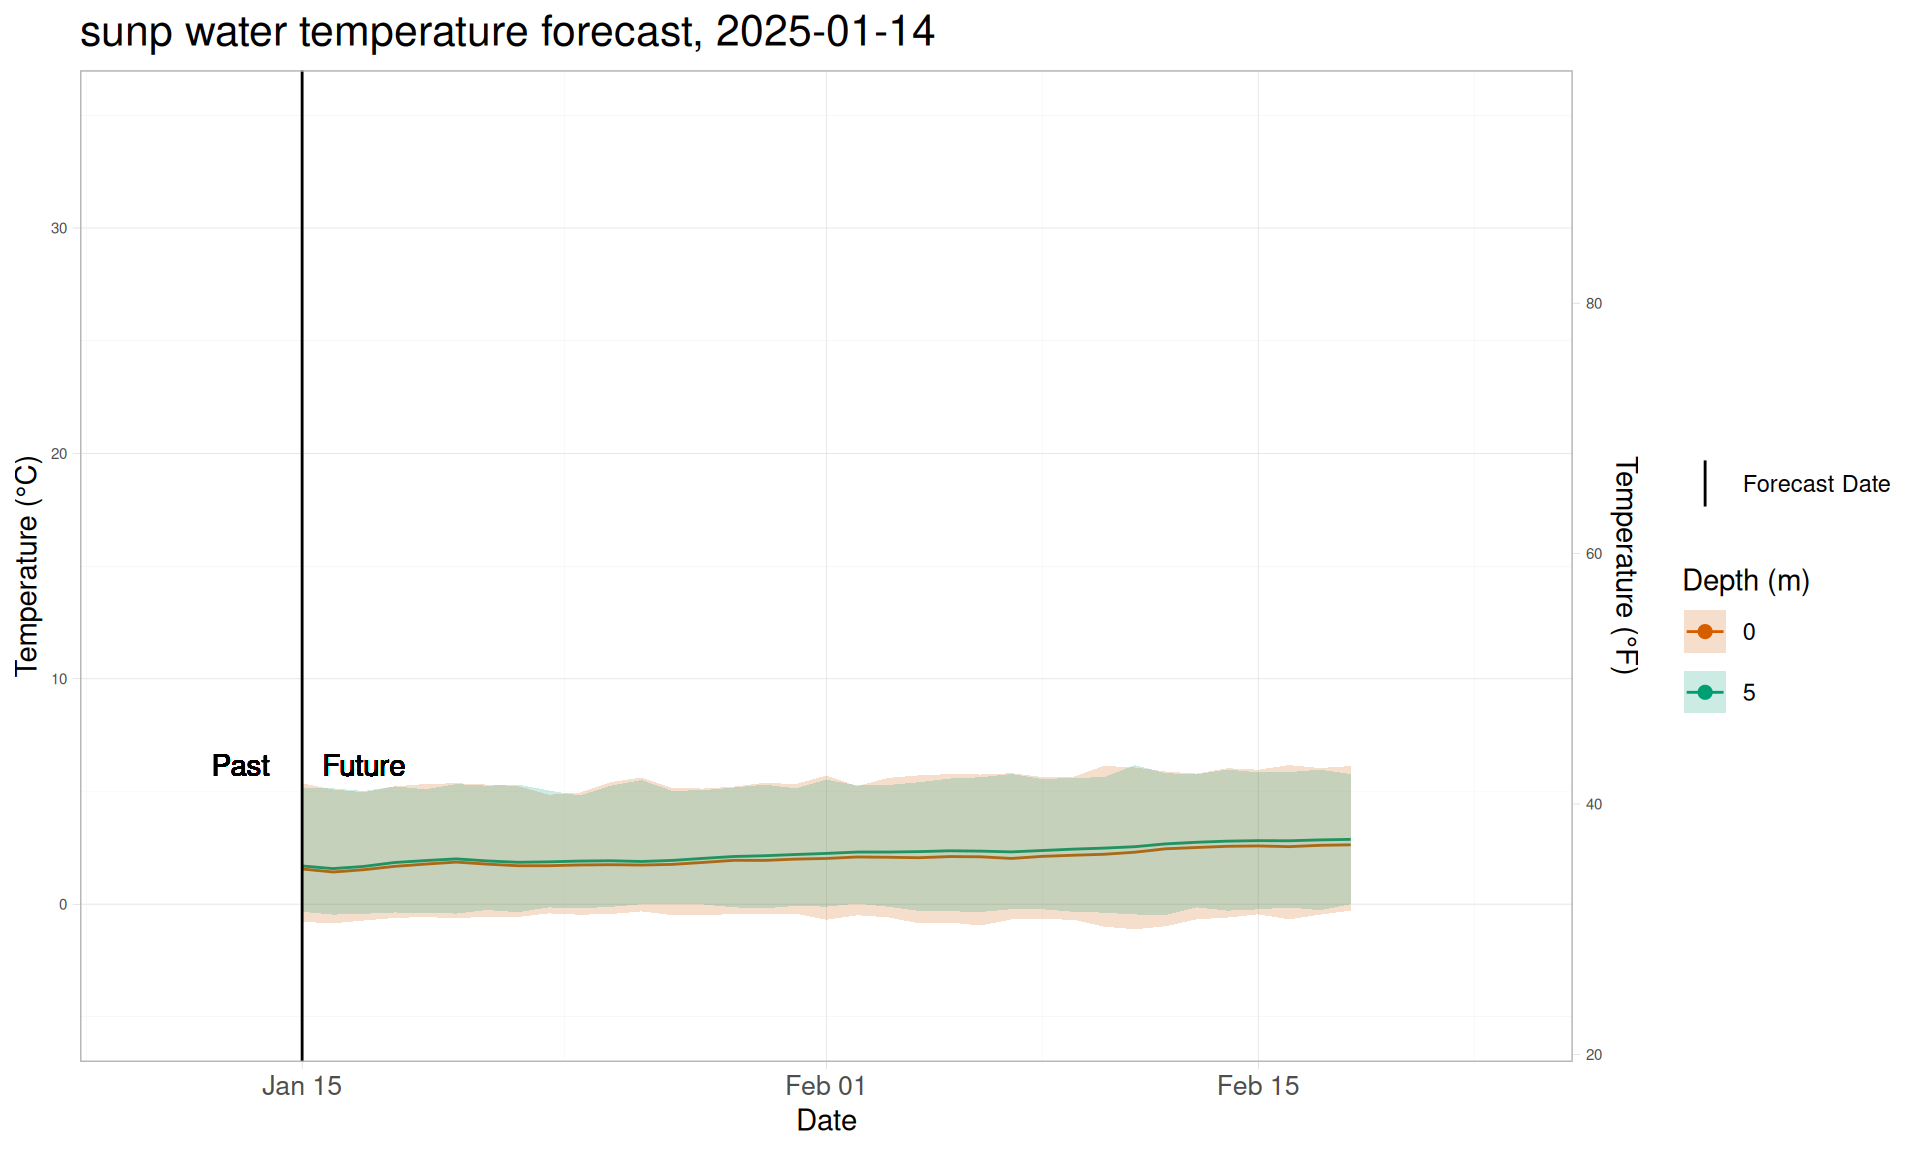 sunp water temperature forecast, 2025-01-14
Temperature (°C)
30
20
10
0
Past
Future
Jan 15
Feb 01
Feb 15
Date
80
60
40
20
Temperature (°F)
Forecast Date
Depth (m)
0
5